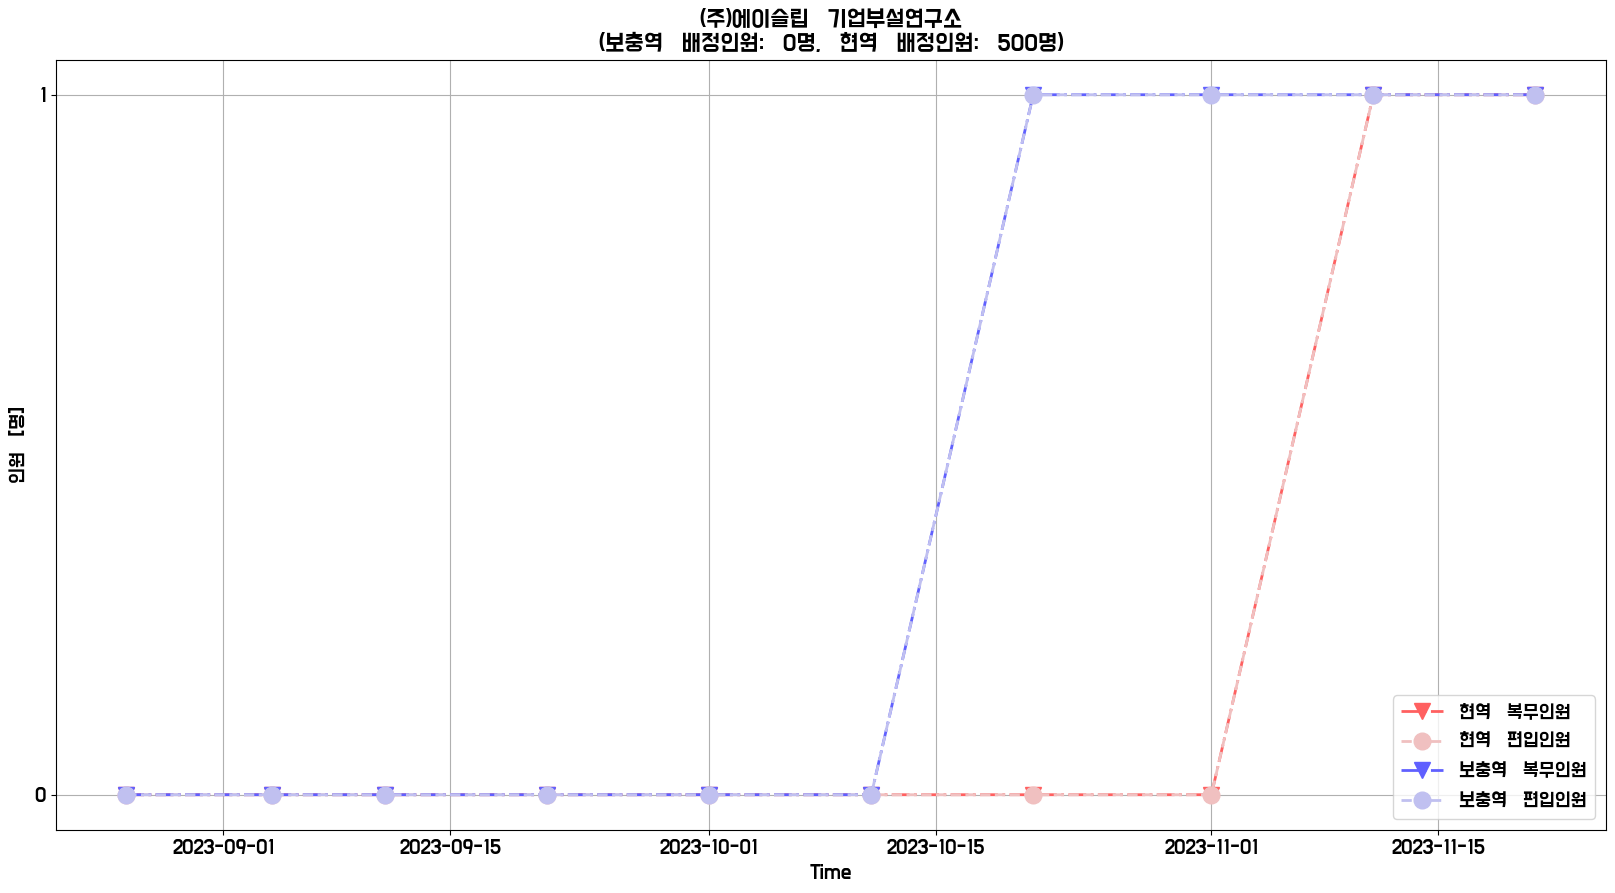 (주)에이슬립 기업부설연구소
(보충역 배정인원: 0명, 현역 배정인원: 500명)
1
0
인원 [명]
2023-09-01
2023-09-15
2023-10-01
2023-10-15
2023-11-01
2023-11-15
Time
현역 복무인원
현역 편입인원
보충역 복무인원
보충역 편입인원